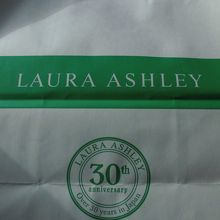 LAURA ASHLEY
LAURA ASHLEY
30th
anniversary
Over 30 years in Japan